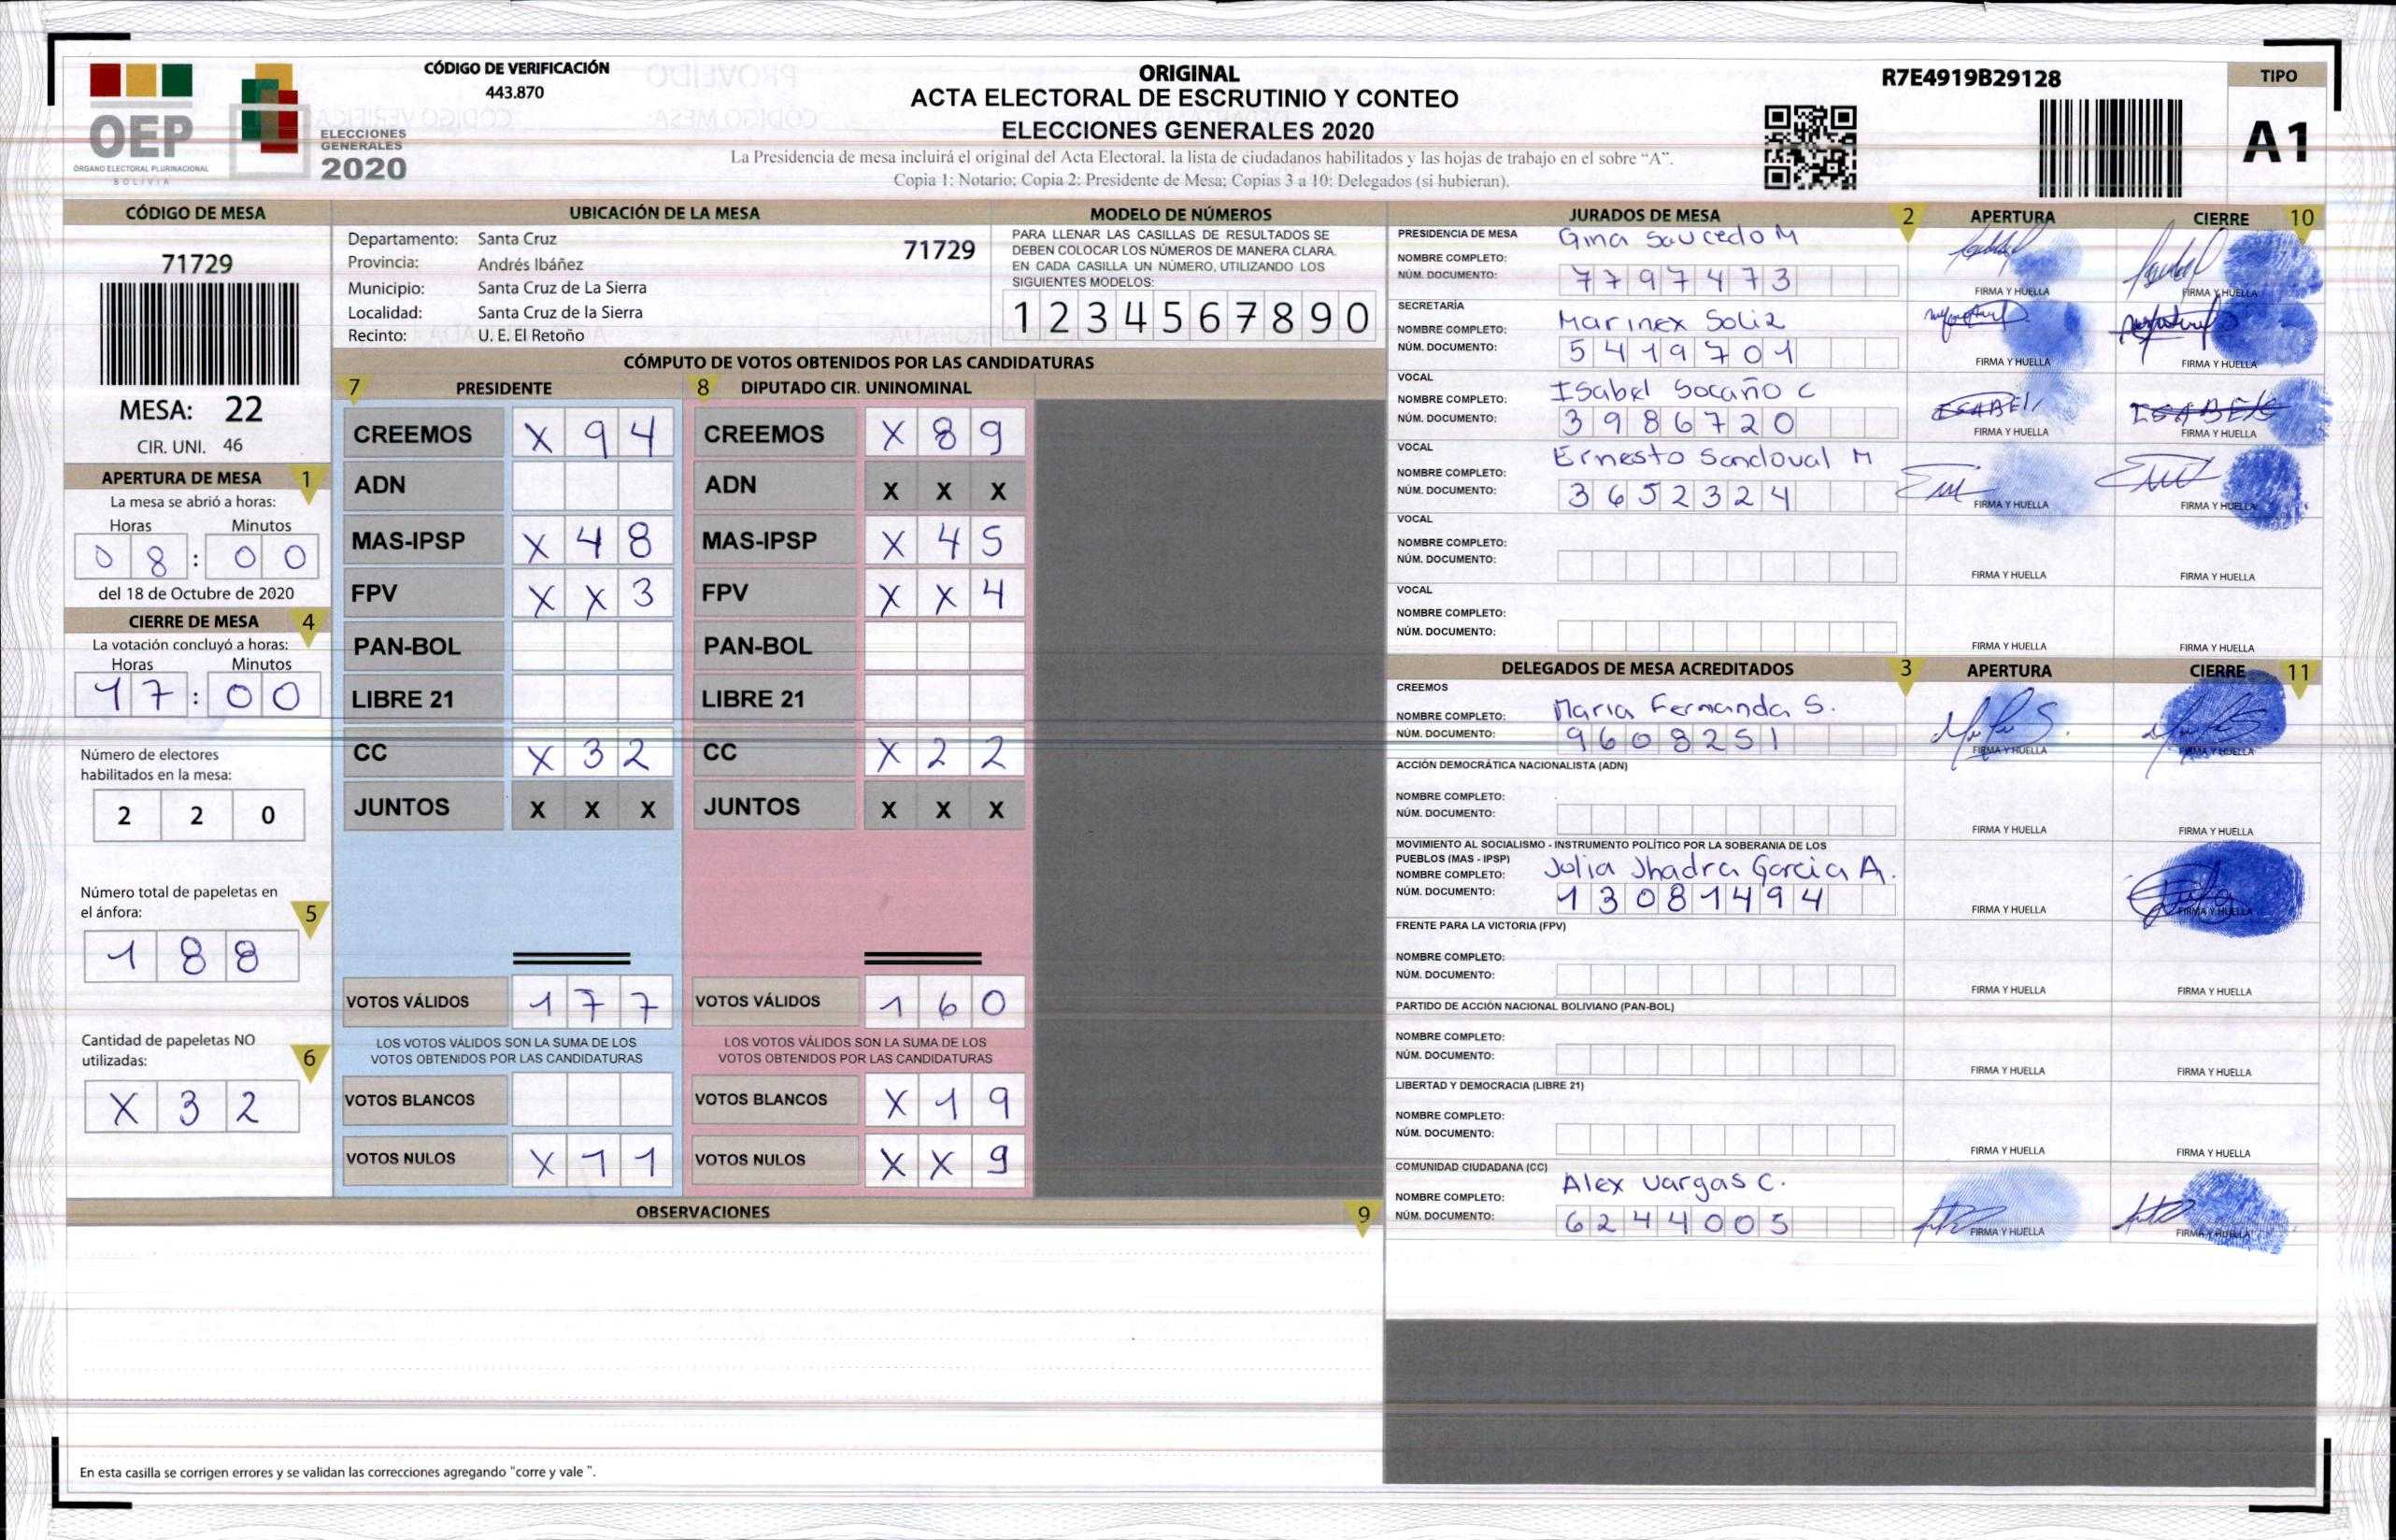 CÓDIGO DE VERIFICACIÓN
443.870
OEP
ÓRGANO ELECTORAL PLURINACIONAL
BOLIVIA
ELECCIONES
GENERALES
2020
ORIGINAL
ACTA ELECTORAL DE ESCRUTINIO Y CONTEO
ELECCIONES GENERALES 2020
La Presidencia de mesa incluirá el original del Acta Electoral, la lista de ciudadanos habilitados y las hojas de trabajo en el sobre “A”.
Copia 1: Notario; Copia 2: Presidente de Mesa; Copias 3 a 10: Delegados (si hubieran).
R7E4919B29128
TIPO
A1
CÓDIGO DE MESA
71729
MESA: 22
CIR. UNI. 46
APERTURA DE MESA 1
La mesa se abrió a horas:
Horas Minutos
0 8 : 0 0
del 18 de Octubre de 2020
CIERRE DE MESA 4
La votación concluyó a horas:
Horas Minutos
1 7 : 0 0
Número de electores
habilitados en la mesa:
2 2 0
Número total de papeletas en
el ánfora: 5
1 8 8
Cantidad de papeletas NO
utilizadas: 6
X 3 2
UBICACIÓN DE LA MESA
Departamento: Santa Cruz
71729
Provincia: Andrés Ibáñez
Municipio: Santa Cruz de La Sierra
Localidad: Santa Cruz de la Sierra
Recinto: U. E. El Retoño
MODELO DE NÚMEROS
PARA LLENAR LAS CASILLAS DE RESULTADOS SE
DEBEN COLOCAR LOS NÚMEROS DE MANERA CLARA.
EN CADA CASILLA UN NÚMERO, UTILIZANDO LOS
SIGUIENTES MODELOS:
1 2 3 4 5 6 7 8 9 0
CÓMPUTO DE VOTOS OBTENIDOS POR LAS CANDIDATURAS
7 PRESIDENTE 8 DIPUTADO CIR. UNINOMINAL
CREEMOS X 9 4 CREEMOS X 8 9
ADN ADN X X X
MAS-IPSP X 4 8 MAS-IPSP X 4 5
FPV X X 3 FPV X X 4
PAN-BOL PAN-BOL
LIBRE 21 LIBRE 21
CC X 3 2 CC X 2 2
JUNTOS X X X JUNTOS X X X
VOTOS VÁLIDOS 1 7 7 VOTOS VÁLIDOS 1 6 0
LOS VOTOS VÁLIDOS SON LA SUMA DE LOS LOS VOTOS VÁLIDOS SON LA SUMA DE LOS
VOTOS OBTENIDOS POR LAS CANDIDATURAS VOTOS OBTENIDOS POR LAS CANDIDATURAS
VOTOS BLANCOS VOTOS BLANCOS X 1 9
VOTOS NULOS X 1 1 VOTOS NULOS X X 9
OBSERVACIONES 9
En esta casilla se corrigen errores y se validan las correcciones agregando "corre y vale ".
JURADOS DE MESA 2 APERTURA CIERRE 10
PRESIDENCIA DE MESA
NOMBRE COMPLETO: Gina Saucedo M
NÚM. DOCUMENTO: 7797473
FIRMA Y HUELLA FIRMA Y HUELLA
SECRETARÍA
NOMBRE COMPLETO: Marinex Soliz
NÚM. DOCUMENTO: 5419701
FIRMA Y HUELLA FIRMA Y HUELLA
VOCAL
NOMBRE COMPLETO: Isabel Socaño C
NÚM. DOCUMENTO: 3986720
ISABEL
FIRMA Y HUELLA FIRMA Y HUELLA
VOCAL
NOMBRE COMPLETO: Ernesto Sandoval M
NÚM. DOCUMENTO: 3652324
FIRMA Y HUELLA FIRMA Y HUELLA
VOCAL
NOMBRE COMPLETO:
NÚM. DOCUMENTO:
FIRMA Y HUELLA FIRMA Y HUELLA
VOCAL
NOMBRE COMPLETO:
NÚM. DOCUMENTO:
FIRMA Y HUELLA FIRMA Y HUELLA
DELEGADOS DE MESA ACREDITADOS 3 APERTURA CIERRE 11
CREEMOS
NOMBRE COMPLETO: Maria Fernanda S.
NÚM. DOCUMENTO: 9608251
FIRMA Y HUELLA FIRMA Y HUELLA
ACCIÓN DEMOCRÁTICA NACIONALISTA (ADN)
NOMBRE COMPLETO:
NÚM. DOCUMENTO:
FIRMA Y HUELLA FIRMA Y HUELLA
MOVIMIENTO AL SOCIALISMO - INSTRUMENTO POLÍTICO POR LA SOBERANIA DE LOS
PUEBLOS (MAS - IPSP)
NOMBRE COMPLETO: Julia Jhadra Garcia A.
NÚM. DOCUMENTO: 13081494
FIRMA Y HUELLA FIRMA Y HUELLA
FRENTE PARA LA VICTORIA (FPV)
NOMBRE COMPLETO:
NÚM. DOCUMENTO:
FIRMA Y HUELLA FIRMA Y HUELLA
PARTIDO DE ACCIÓN NACIONAL BOLIVIANO (PAN-BOL)
NOMBRE COMPLETO:
NÚM. DOCUMENTO:
FIRMA Y HUELLA FIRMA Y HUELLA
LIBERTAD Y DEMOCRACIA (LIBRE 21)
NOMBRE COMPLETO:
NÚM. DOCUMENTO:
FIRMA Y HUELLA FIRMA Y HUELLA
COMUNIDAD CIUDADANA (CC)
NOMBRE COMPLETO: Alex Vargas C.
NÚM. DOCUMENTO: 6244005
FIRMA Y HUELLA FIRMA Y HUELLA